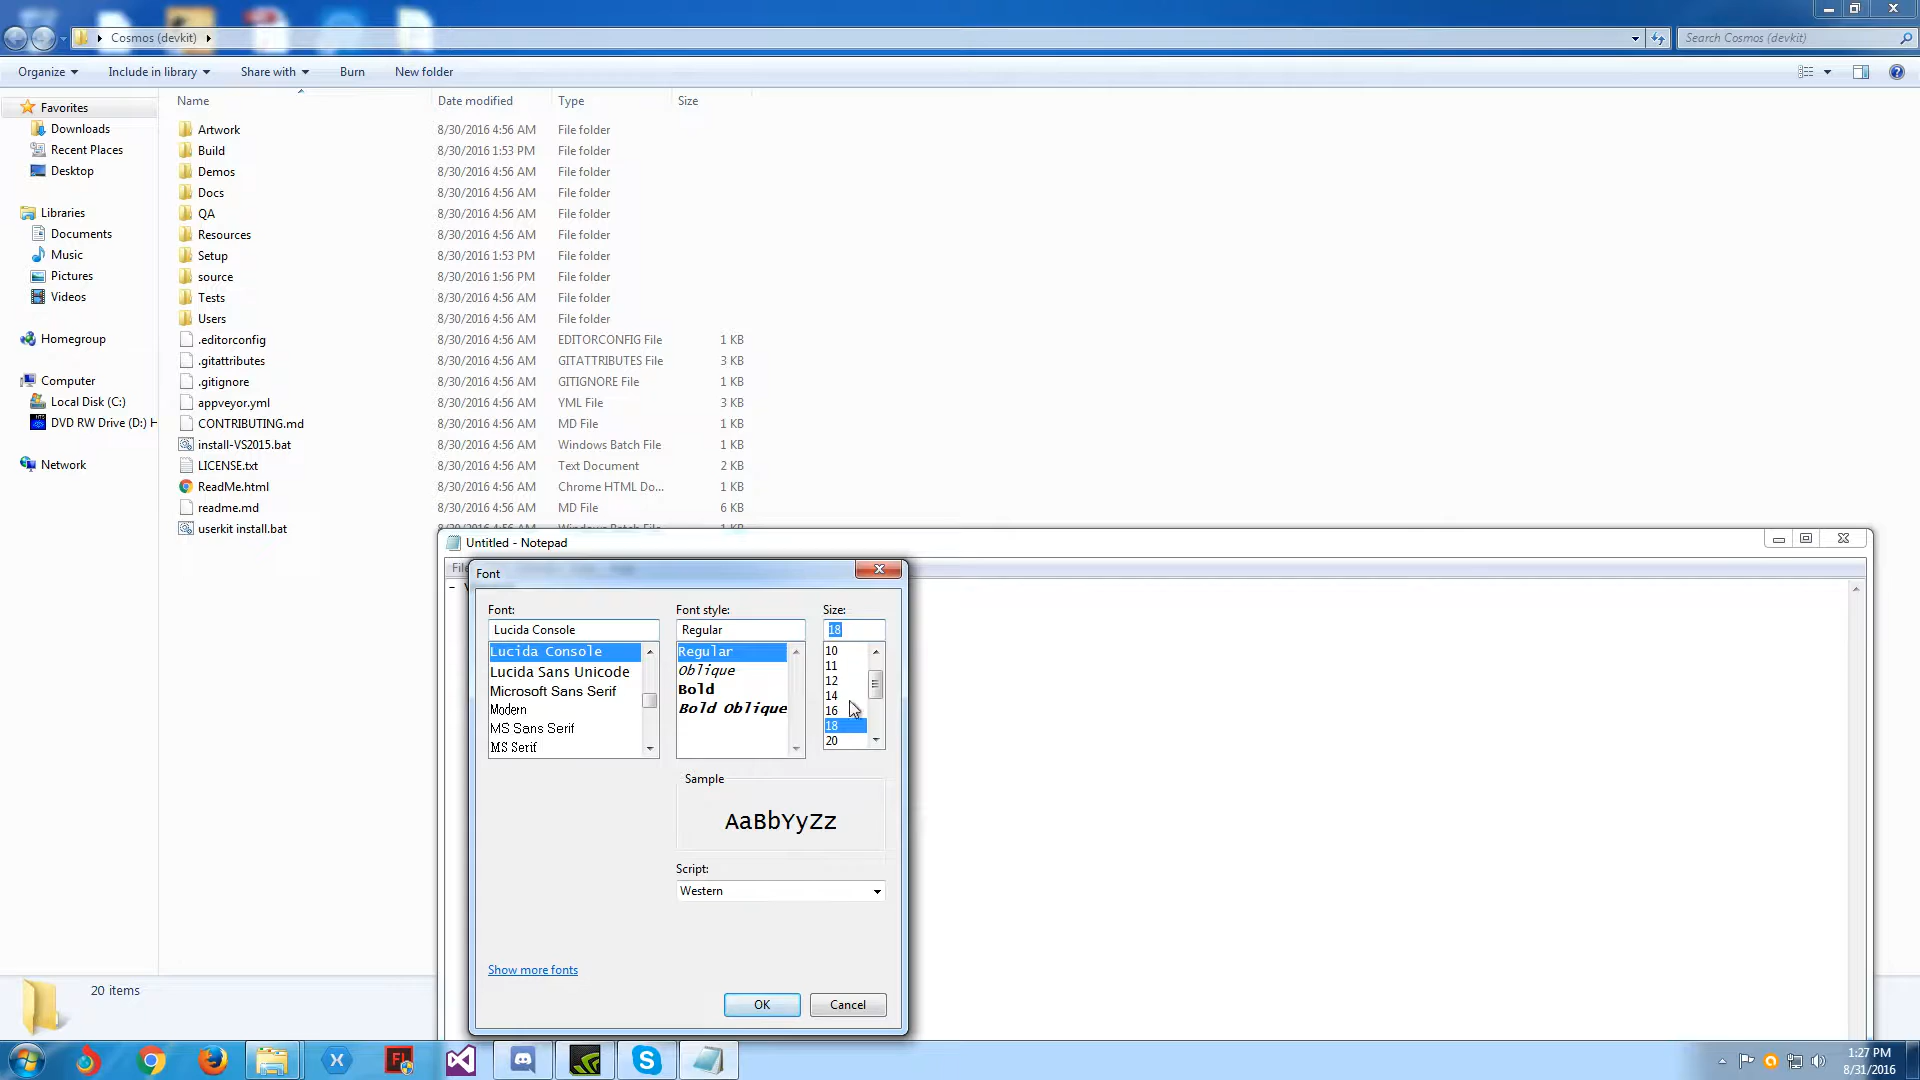 Cosmos (devkit)
Search Cosmos (devkit)
Organize Include in library Share with Burn New folder
Name Date modified Type Size
Favorites
Downloads
Recent Places
Desktop
Libraries
Documents
Music
Pictures
Videos
Homegroup
Computer
Local Disk (C:)
DVD RW Drive (D:) H
Network
Artwork 8/30/2016 4:56 AM File folder
Build 8/30/2016 1:53 PM File folder
Demos 8/30/2016 4:56 AM File folder
Docs 8/30/2016 4:56 AM File folder
QA 8/30/2016 4:56 AM File folder
Resources 8/30/2016 4:56 AM File folder
Setup 8/30/2016 1:53 PM File folder
source 8/30/2016 1:56 PM File folder
Tests 8/30/2016 4:56 AM File folder
Users 8/30/2016 4:56 AM File folder
.editorconfig 8/30/2016 4:56 AM EDITORCONFIG File 1 KB
.gitattributes 8/30/2016 4:56 AM GITATTRIBUTES File 3 KB
.gitignore 8/30/2016 4:56 AM GITIGNORE File 1 KB
appveyor.yml 8/30/2016 4:56 AM YML File 3 KB
CONTRIBUTING.md 8/30/2016 4:56 AM MD File 1 KB
install-VS2015.bat 8/30/2016 4:56 AM Windows Batch File 1 KB
LICENSE.txt 8/30/2016 4:56 AM Text Document 2 KB
ReadMe.html 8/30/2016 4:56 AM Chrome HTML Do... 1 KB
readme.md 8/30/2016 4:56 AM MD File 6 KB
userkit install.bat 8/30/2016 4:56 AM Windows Batch File 1 KB
20 items
Untitled - Notepad
Font
Font: Font style: Size:
Lucida Console Regular 18
Lucida Console
Lucida Sans Unicode
Microsoft Sans Serif
Modern
MS Sans Serif
MS Serif
Regular
Oblique
Bold
Bold Oblique
10
11
12
14
16
18
20
Sample
AaBbYyZz
Script:
Western
Show more fonts
OK Cancel
1:27 PM
8/31/2016